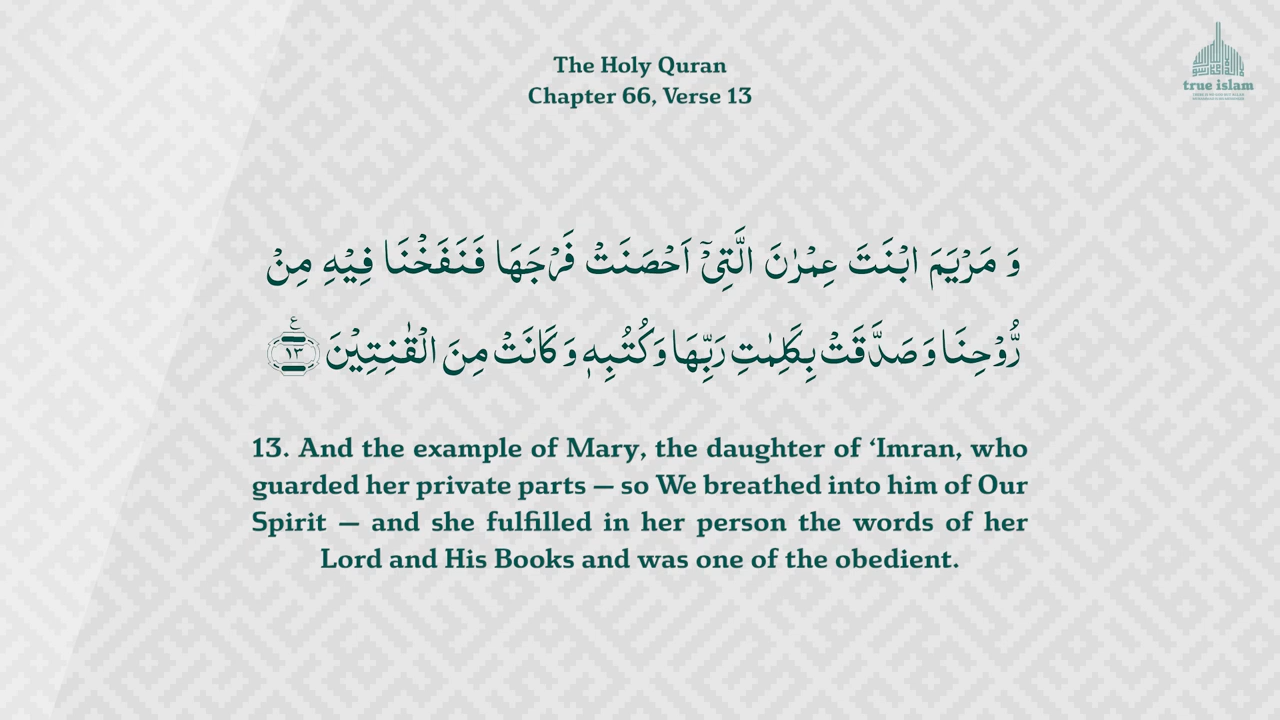 The Holy Quran
Chapter 66, Verse 13
true islam
وَ مَرْيَمَ ابْنَتَ عِمْرٰنَ الَّتِيْۤ اَحْصَنَتْ فَرْجَهَا فَنَفَخْنَا فِيْهِ مِنْ
رُّوْحِنَا وَ صَدَّقَتْ بِكَلِمٰتِ رَبِّهَا وَ كُتُبِهٖ وَ كَانَتْ مِنَ الْقٰنِتِيْنَ ع ۱۳
13. And the example of Mary, the daughter of ‘Imran, who
guarded her private parts — so We breathed into him of Our
Spirit — and she fulfilled in her person the words of her
Lord and His Books and was one of the obedient.